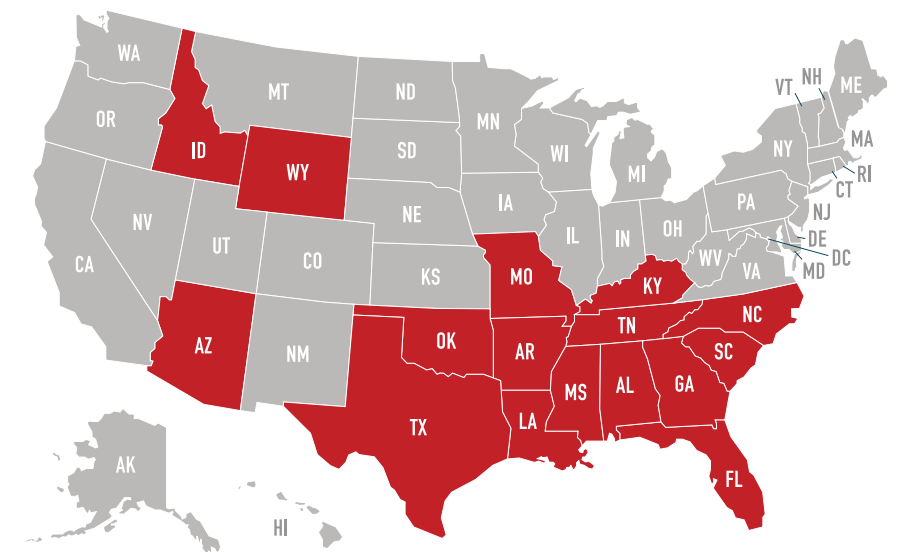 WA
MT
ND
MN
VT
NH
ME
OR
ID
WY
SD
WI
MI
NY
MA
RI
CT
NV
UT
CO
NE
IA
IL
IN
OH
PA
NJ
CA
KS
MO
KY
WV
VA
DE
DC
MD
AZ
NM
OK
AR
TN
NC
SC
TX
LA
MS
AL
GA
FL
AK
HI